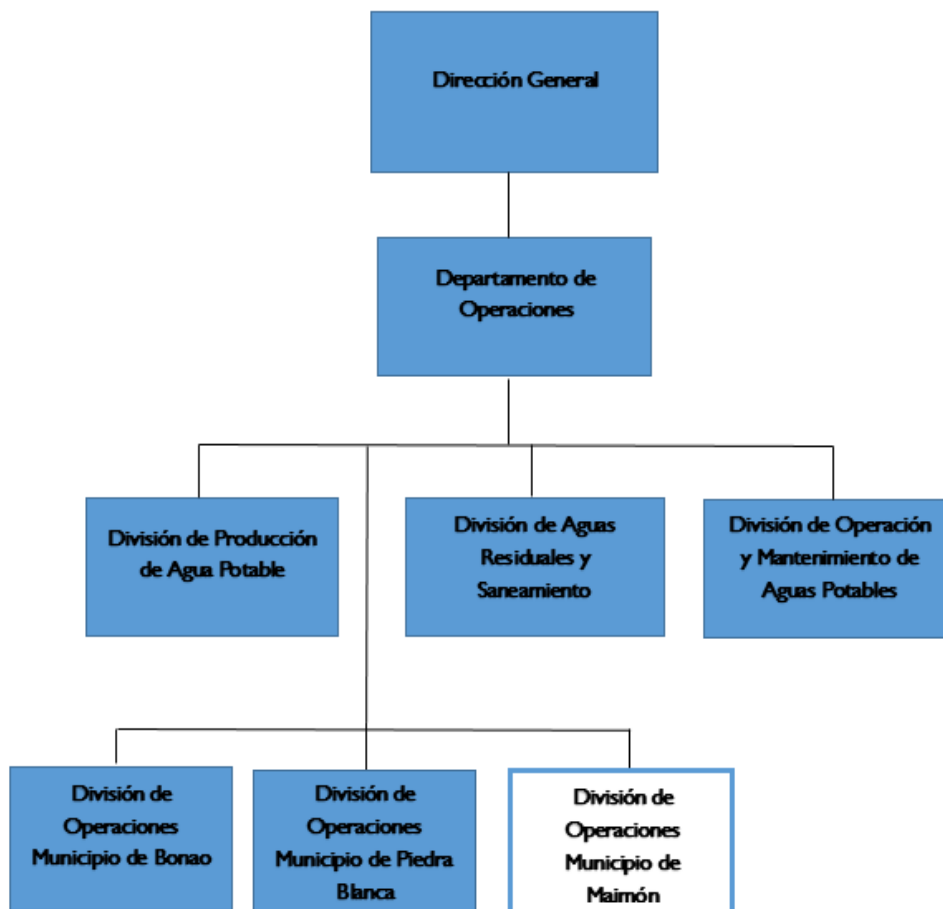 Dirección General
Departamento de
Operaciones
División de Producción
de Agua Potable
División de Aguas
Residuales y
Saneamiento
División de Operación
y Mantenimiento de
Aguas Potables
División de
Operaciones
Municipio de Bonao
División de
Operaciones
Municipio de Piedra
Blanca
División de
Operaciones
Municipio de
Maimón